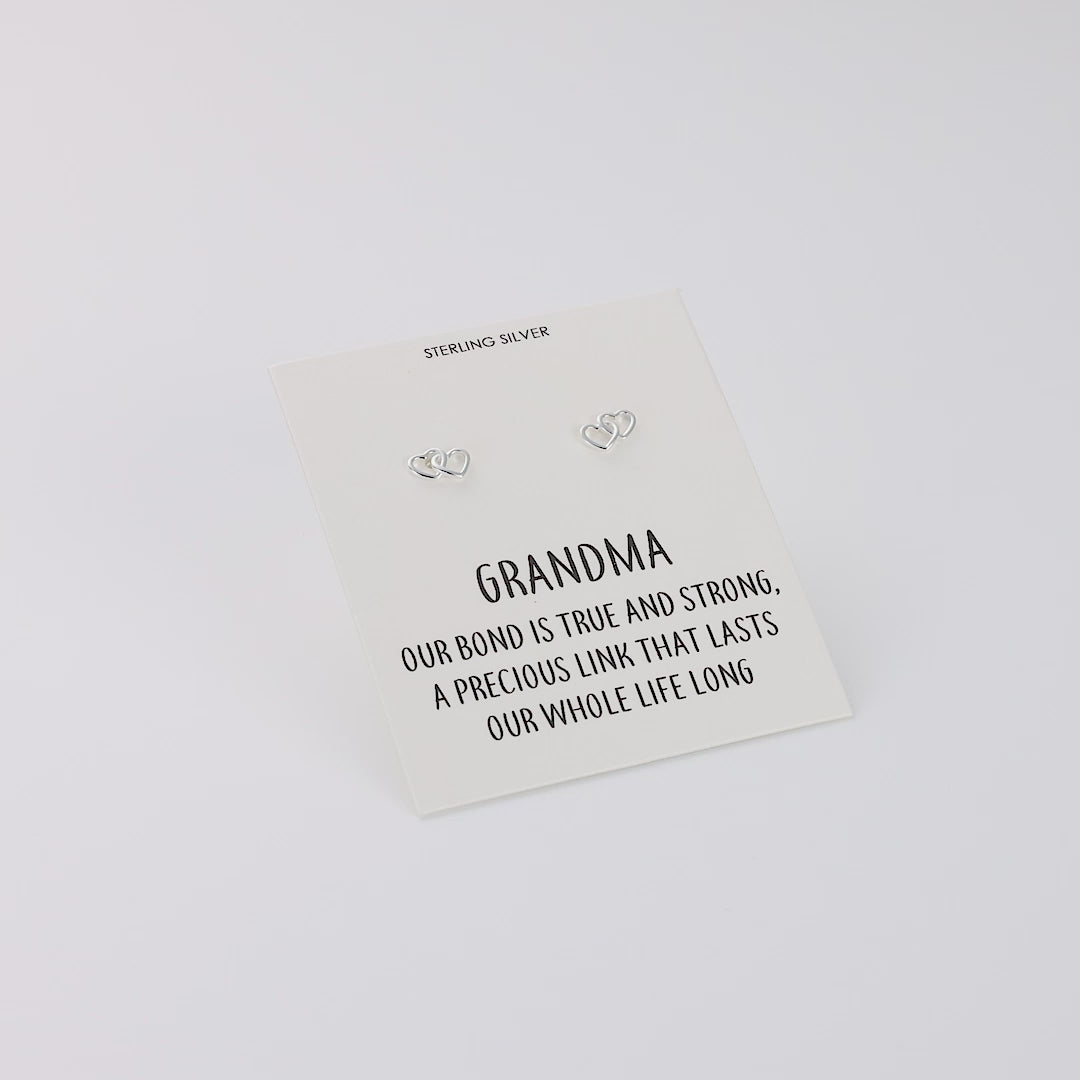 STERLING SILVER
GRANDMA
OUR BOND IS TRUE AND STRONG,
A PRECIOUS LINK THAT LASTS
OUR WHOLE LIFE LONG